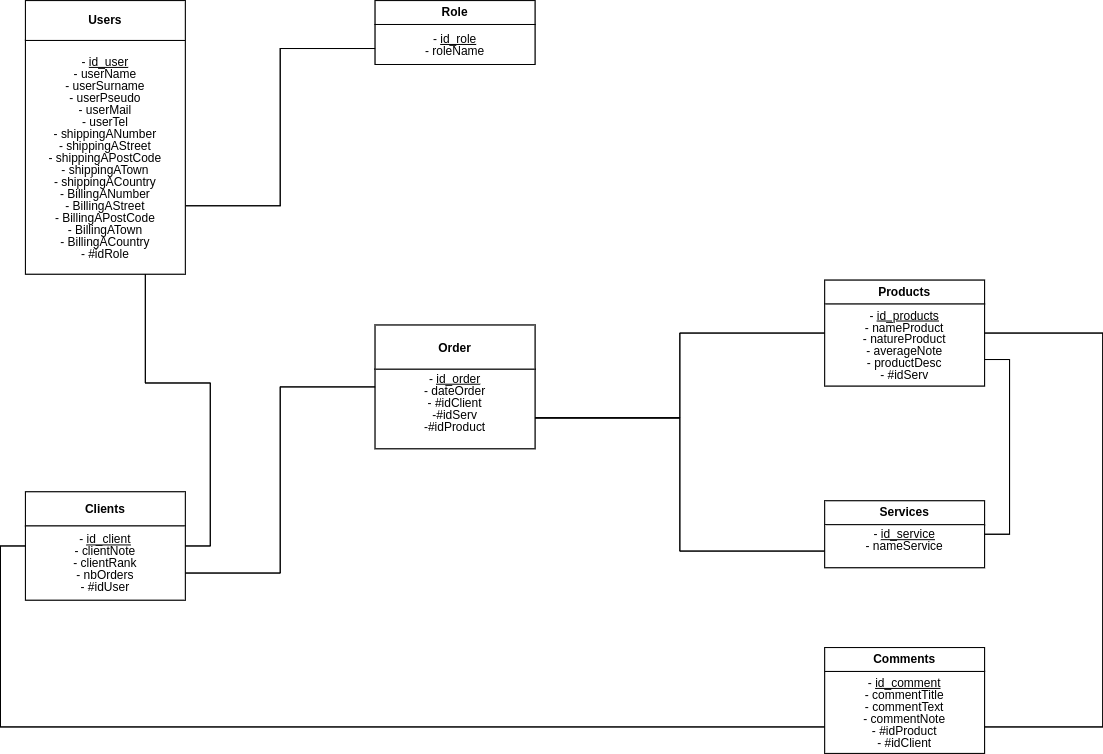 Users
- id_user
- userName
- userSurname
- userPseudo
- userMail
- userTel
- shippingANumber
- shippingAStreet
- shippingAPostCode
- shippingATown
- shippingACountry
- BillingANumber
- BillingAStreet
- BillingAPostCode
- BillingATown
- BillingACountry
- #idRole
Role
- id_role
- roleName
Order
- id_order
- dateOrder
- #idClient
-#idServ
-#idProduct
Products
- id_products
- nameProduct
- natureProduct
- averageNote
- productDesc
- #idServ
Clients
- id_client
- clientNote
- clientRank
- nbOrders
- #idUser
Services
- id_service
- nameService
Comments
- id_comment
- commentTitle
- commentText
- commentNote
- #idProduct
- #idClient